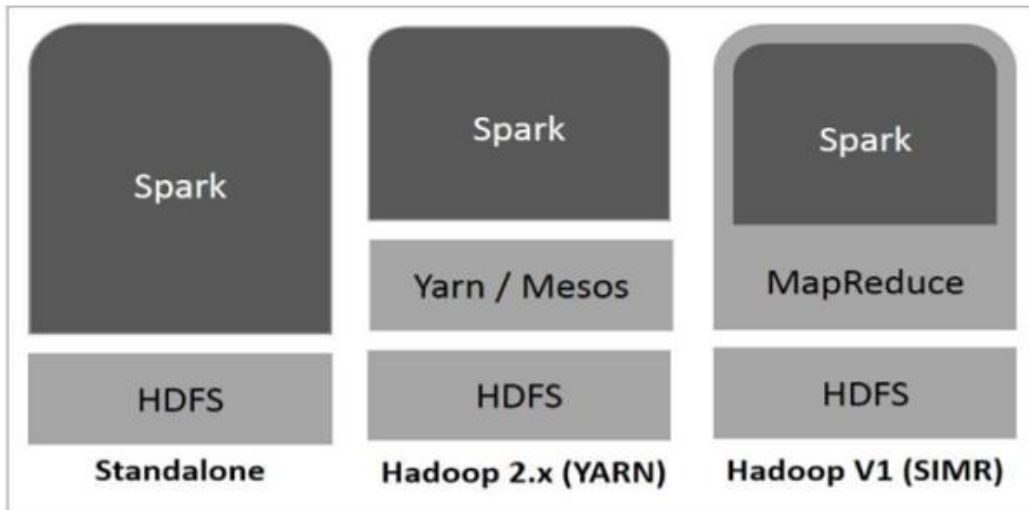 Spark
HDFS
Standalone
Spark
Yarn / Mesos
HDFS
Hadoop 2.x (YARN)
Spark
MapReduce
HDFS
Hadoop V1 (SIMR)